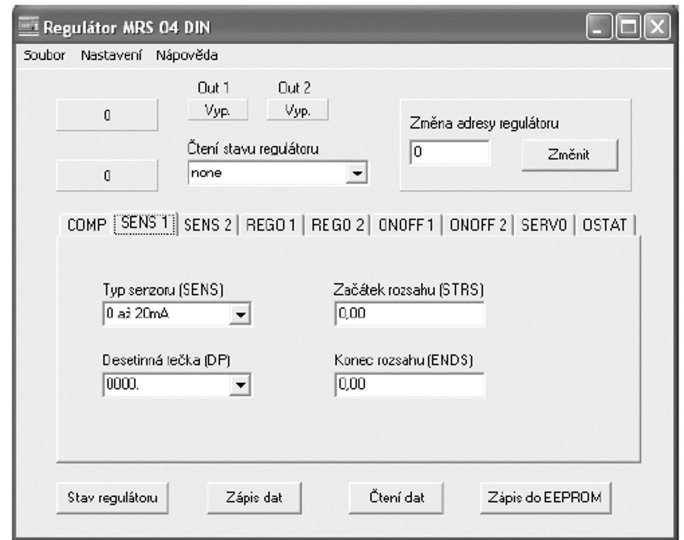 Regulátor MRS 04 DIN
Soubor Nastavení Nápověda
Out 1 Out 2
0 Vyp. Vyp.
Změna adresy regulátoru
Čtení stavu regulátoru
0 Změnit
0 none
COMP SENS 1 SENS 2 REGO 1 REGO 2 ONOFF 1 ONOFF 2 SERVO OSTAT
Typ senzoru (SENS) Začátek rozsahu (STRS)
0 až 20mA 0,00
Desetinná tečka (DP) Konec rozsahu (ENDS)
0000. 0,00
Stav regulátoru Zápis dat Čtení dat Zápis do EEPROM